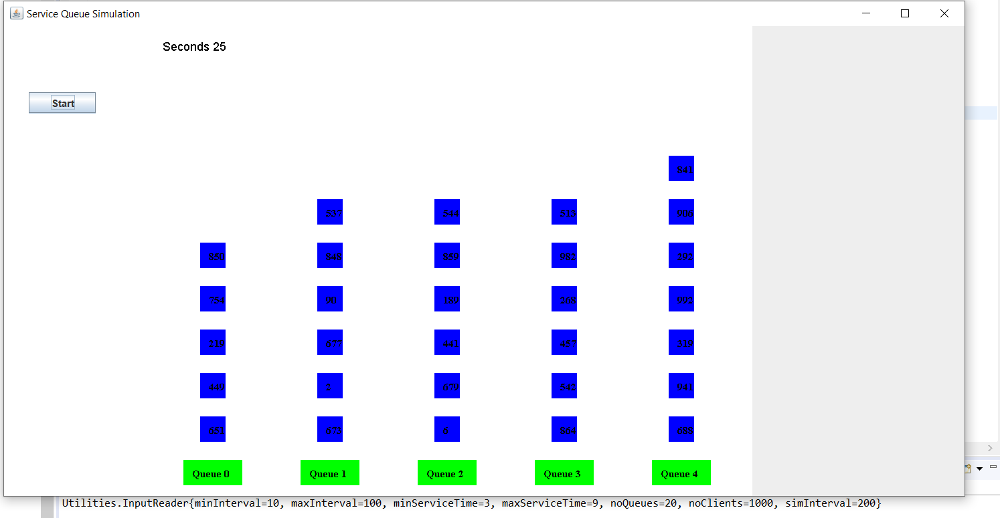 Service Queue Simulation
Seconds 25
Start
841
537 544 513 906
850 848 859 982 292
754 90 189 268 992
219 677 441 457 319
449 2 679 542 941
651 673 6 864 688
Queue 0 Queue 1 Queue 2 Queue 3 Queue 4
Utilities.InputReader{minInterval=10, maxInterval=100, minServiceTime=3, maxServiceTime=9, noQueues=20, noClients=1000, simInterval=200}